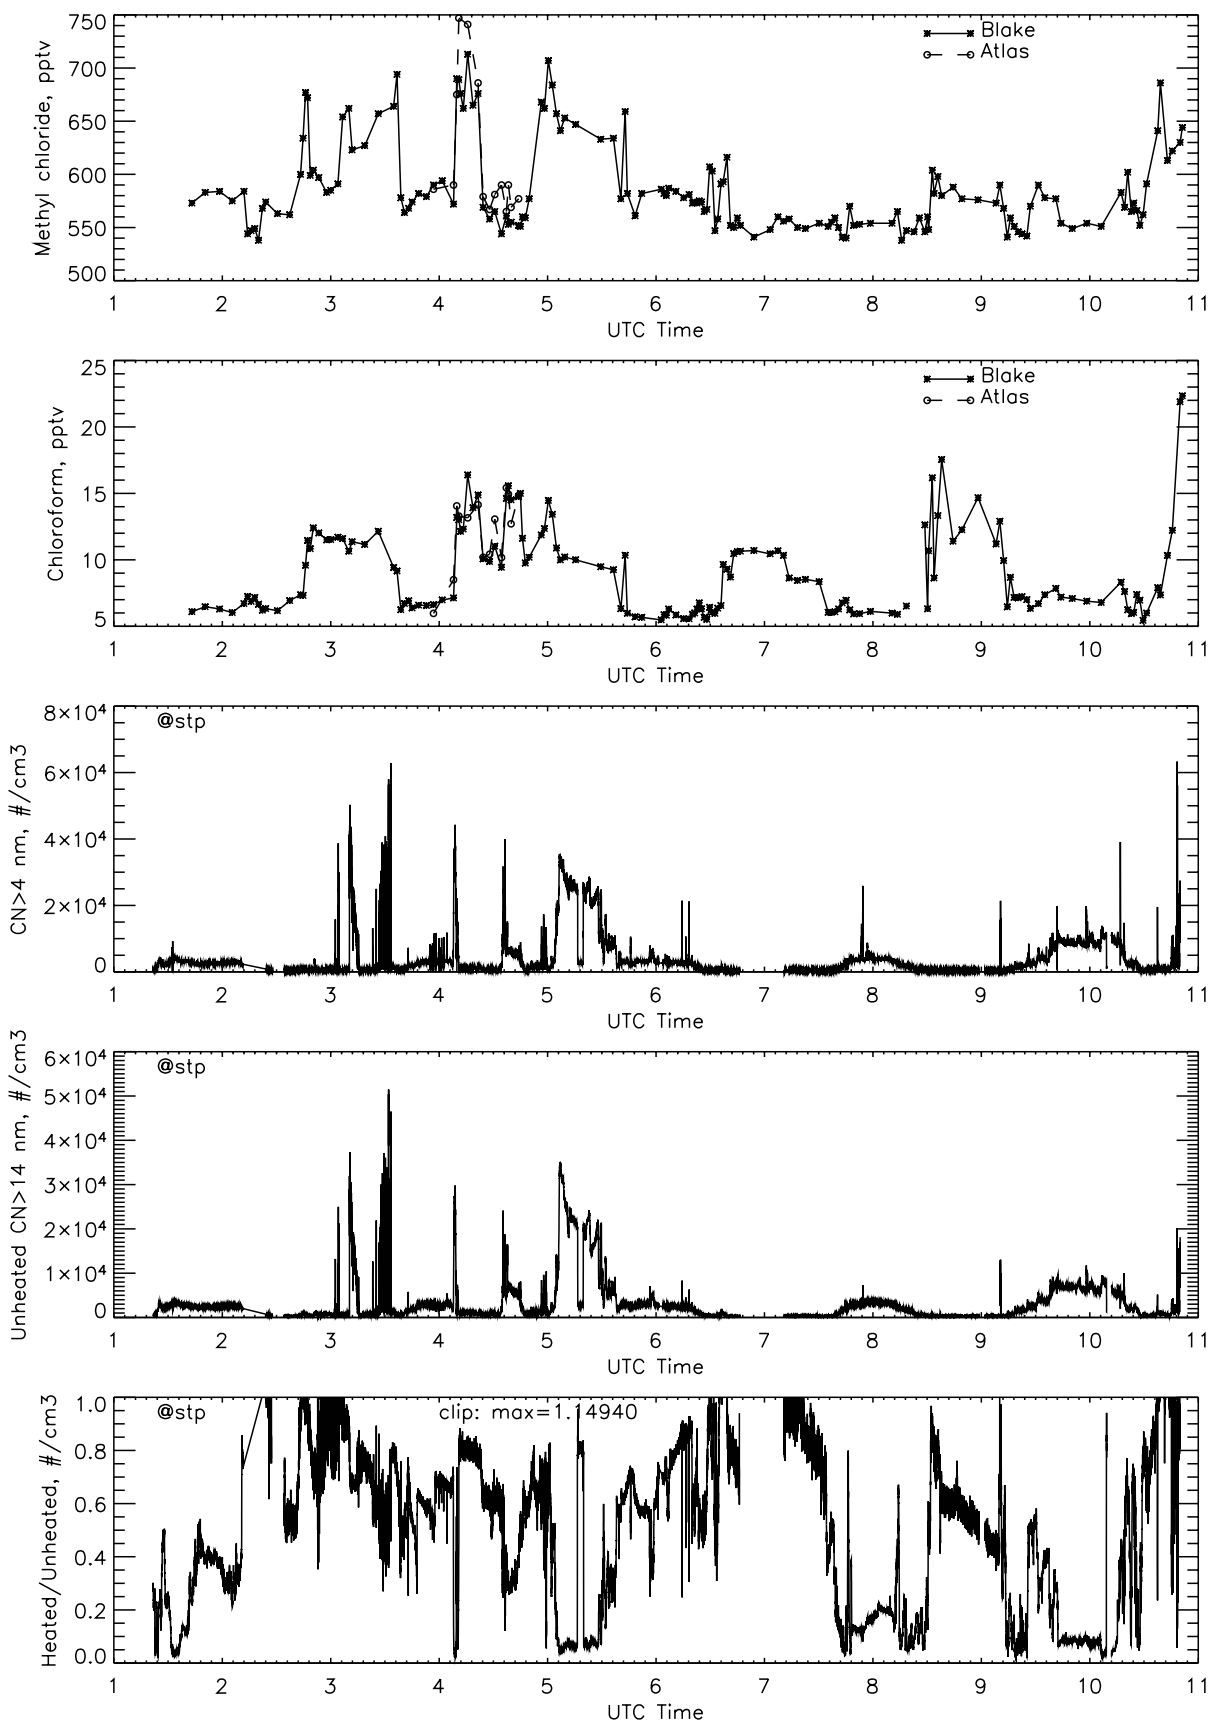 Methyl chloride, pptv
750
700
650
600
550
500
Blake
Atlas
1 2 3 4 5 6 7 8 9 10 11
UTC Time
Chloroform, pptv
25
20
15
10
5
Blake
Atlas
1 2 3 4 5 6 7 8 9 10 11
UTC Time
CN>4 nm, #/cm3
8×10⁴
6×10⁴
4×10⁴
2×10⁴
0
@stp
1 2 3 4 5 6 7 8 9 10 11
UTC Time
Unheated CN>14 nm, #/cm3
6×10⁴
5×10⁴
4×10⁴
3×10⁴
2×10⁴
1×10⁴
0
@stp
1 2 3 4 5 6 7 8 9 10 11
UTC Time
Heated/Unheated, #/cm3
1.0
0.8
0.6
0.4
0.2
0.0
@stp clip: max=1.14940
1 2 3 4 5 6 7 8 9 10 11
UTC Time